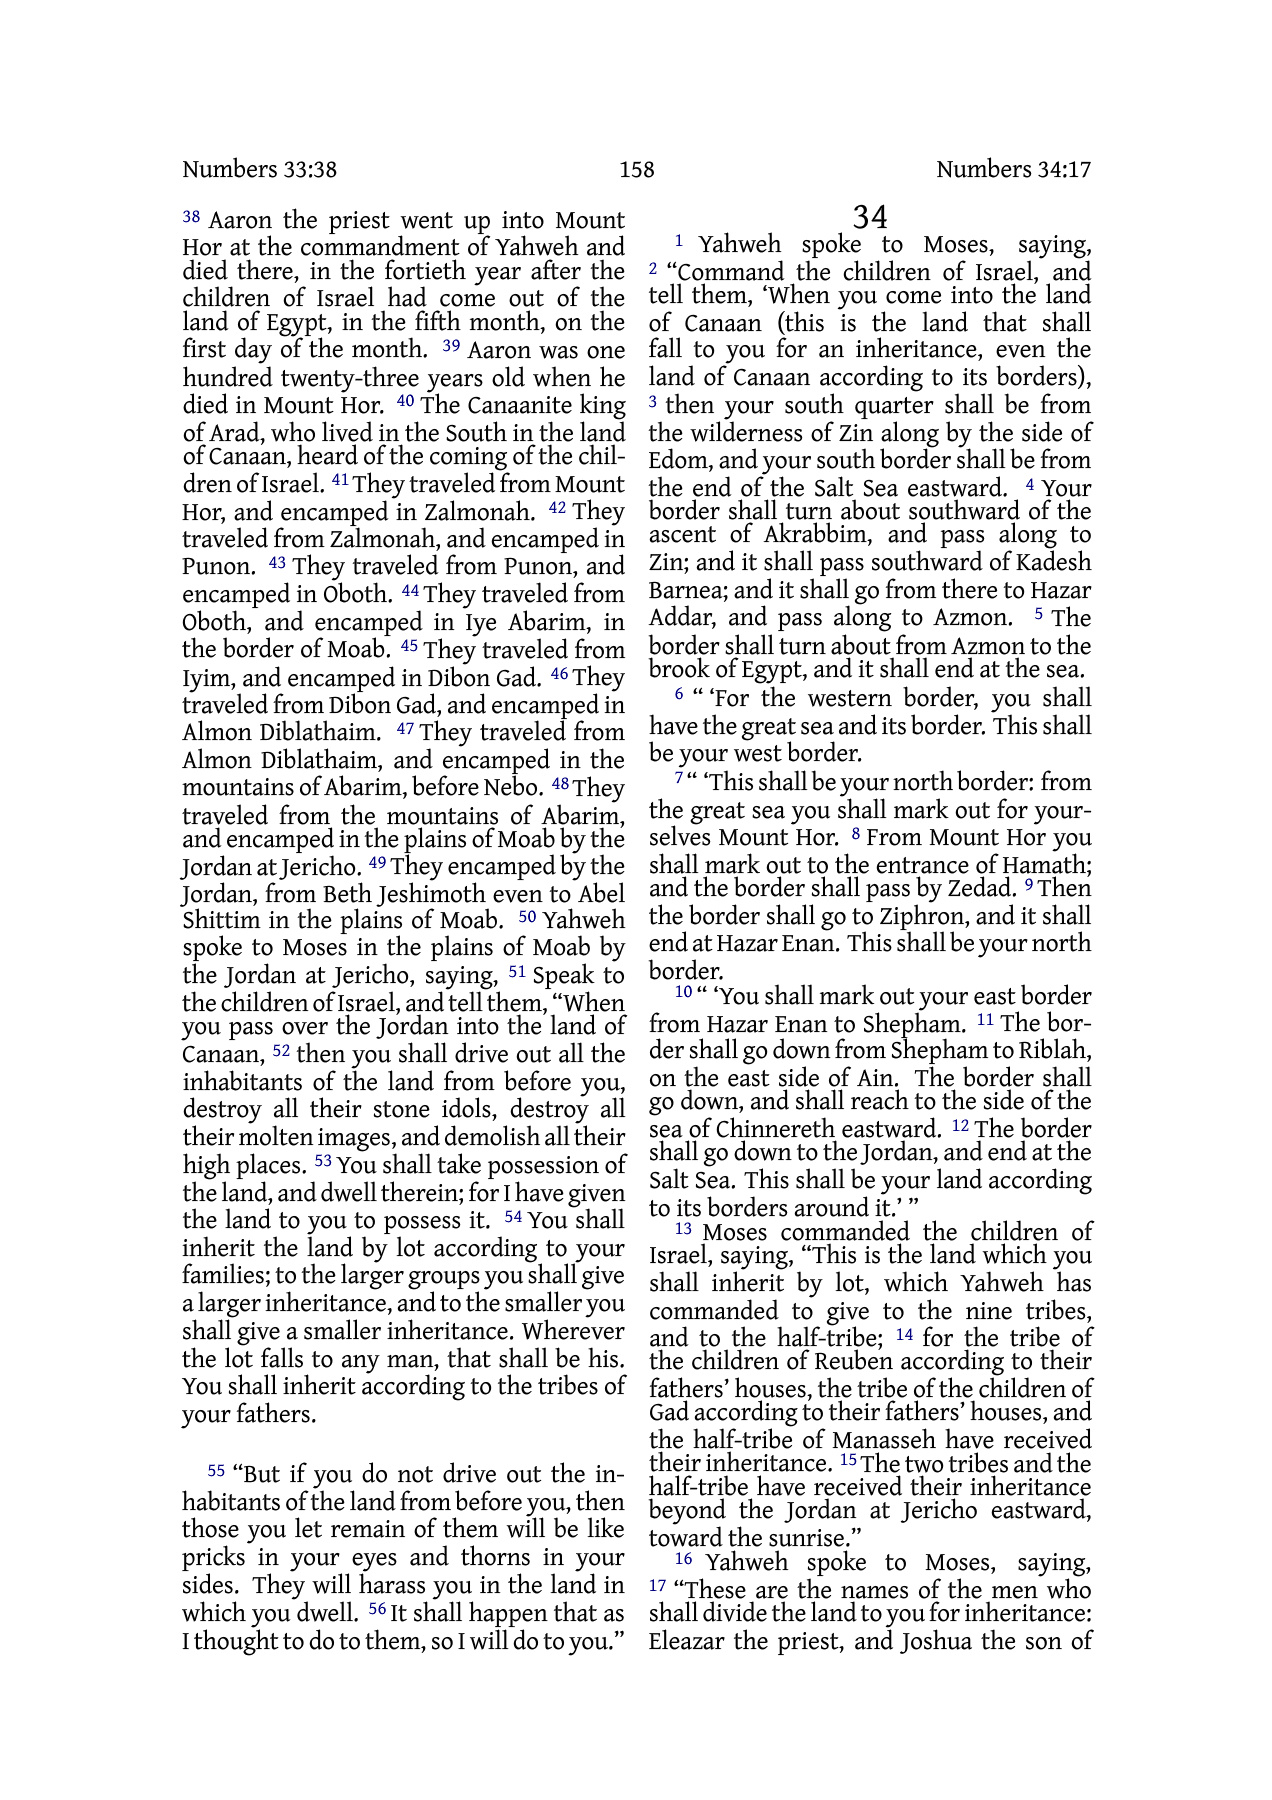 Numbers 33:38
158
Numbers 34:17
38 Aaron the priest went up into Mount
Hor at the commandment of Yahweh and
died there, in the fortieth year after the
children of Israel had come out of the
land of Egypt, in the fifth month, on the
first day of the month. 39 Aaron was one
hundred twenty-three years old when he
died in Mount Hor. 40 The Canaanite king
of Arad, who lived in the South in the land
of Canaan, heard of the coming of the chil-
dren of Israel. 41 They traveled from Mount
Hor, and encamped in Zalmonah. 42 They
traveled from Zalmonah, and encamped in
Punon. 43 They traveled from Punon, and
encamped in Oboth. 44 They traveled from
Oboth, and encamped in Iye Abarim, in
the border of Moab. 45 They traveled from
Iyim, and encamped in Dibon Gad. 46 They
traveled from Dibon Gad, and encamped in
Almon Diblathaim. 47 They traveled from
Almon Diblathaim, and encamped in the
mountains of Abarim, before Nebo. 48 They
traveled from the mountains of Abarim,
and encamped in the plains of Moab by the
Jordan at Jericho. 49 They encamped by the
Jordan, from Beth Jeshimoth even to Abel
Shittim in the plains of Moab. 50 Yahweh
spoke to Moses in the plains of Moab by
the Jordan at Jericho, saying, 51 Speak to
the children of Israel, and tell them, “When
you pass over the Jordan into the land of
Canaan, 52 then you shall drive out all the
inhabitants of the land from before you,
destroy all their stone idols, destroy all
their molten images, and demolish all their
high places. 53 You shall take possession of
the land, and dwell therein; for I have given
the land to you to possess it. 54 You shall
inherit the land by lot according to your
families; to the larger groups you shall give
a larger inheritance, and to the smaller you
shall give a smaller inheritance. Wherever
the lot falls to any man, that shall be his.
You shall inherit according to the tribes of
your fathers.
55 “But if you do not drive out the in-
habitants of the land from before you, then
those you let remain of them will be like
pricks in your eyes and thorns in your
sides. They will harass you in the land in
which you dwell. 56 It shall happen that as
I thought to do to them, so I will do to you.”
34
1 Yahweh spoke to Moses, saying,
2 “Command the children of Israel, and
tell them, ‘When you come into the land
of Canaan (this is the land that shall
fall to you for an inheritance, even the
land of Canaan according to its borders),
3 then your south quarter shall be from
the wilderness of Zin along by the side of
Edom, and your south border shall be from
the end of the Salt Sea eastward. 4 Your
border shall turn about southward of the
ascent of Akrabbim, and pass along to
Zin; and it shall pass southward of Kadesh
Barnea; and it shall go from there to Hazar
Addar, and pass along to Azmon. 5 The
border shall turn about from Azmon to the
brook of Egypt, and it shall end at the sea.
6 “ ‘For the western border, you shall
have the great sea and its border. This shall
be your west border.
7 “ ‘This shall be your north border: from
the great sea you shall mark out for your-
selves Mount Hor. 8 From Mount Hor you
shall mark out to the entrance of Hamath;
and the border shall pass by Zedad. 9 Then
the border shall go to Ziphron, and it shall
end at Hazar Enan. This shall be your north
border.
10 “ ‘You shall mark out your east border
from Hazar Enan to Shepham. 11 The bor-
der shall go down from Shepham to Riblah,
on the east side of Ain. The border shall
go down, and shall reach to the side of the
sea of Chinnereth eastward. 12 The border
shall go down to the Jordan, and end at the
Salt Sea. This shall be your land according
to its borders around it.’ ”
13 Moses commanded the children of
Israel, saying, “This is the land which you
shall inherit by lot, which Yahweh has
commanded to give to the nine tribes,
and to the half-tribe; 14 for the tribe of
the children of Reuben according to their
fathers’ houses, the tribe of the children of
Gad according to their fathers’ houses, and
the half-tribe of Manasseh have received
their inheritance. 15 The two tribes and the
half-tribe have received their inheritance
beyond the Jordan at Jericho eastward,
toward the sunrise.”
16 Yahweh spoke to Moses, saying,
17 “These are the names of the men who
shall divide the land to you for inheritance:
Eleazar the priest, and Joshua the son of